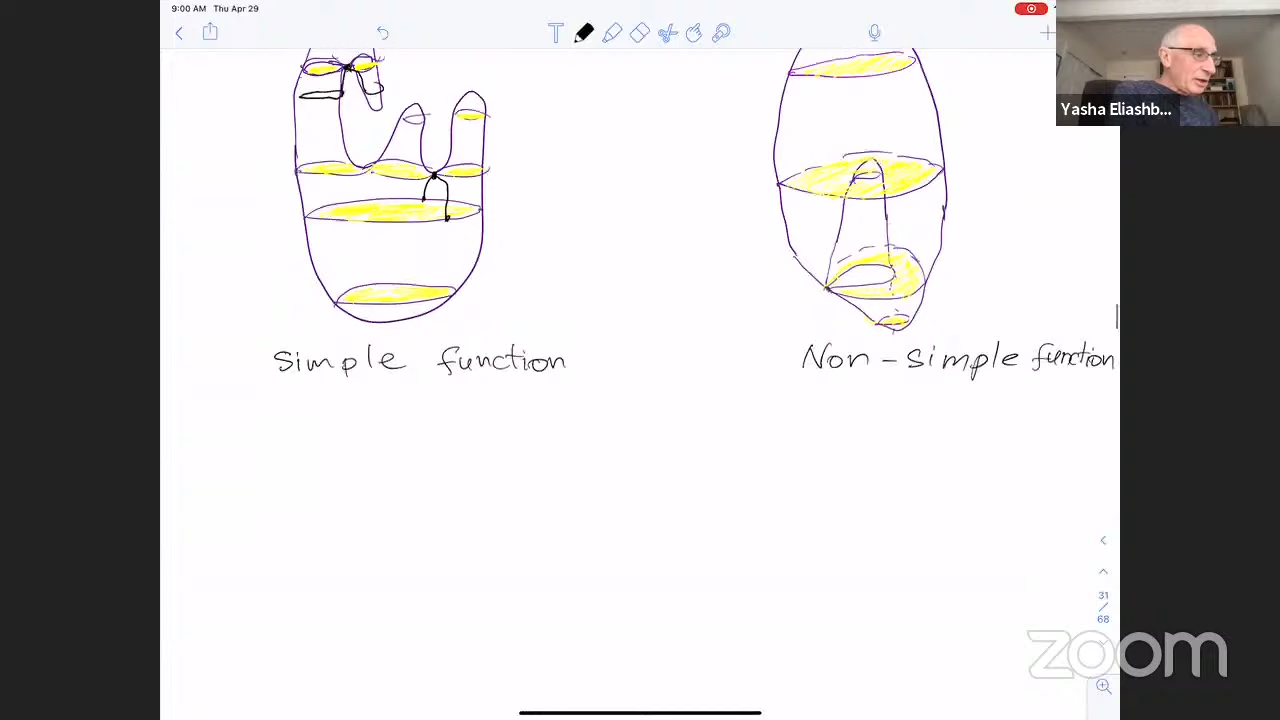 9:00 AM Thu Apr 29
T
Yasha Eliashb...
Simple function
Non-simple function
31
/
68
zoom